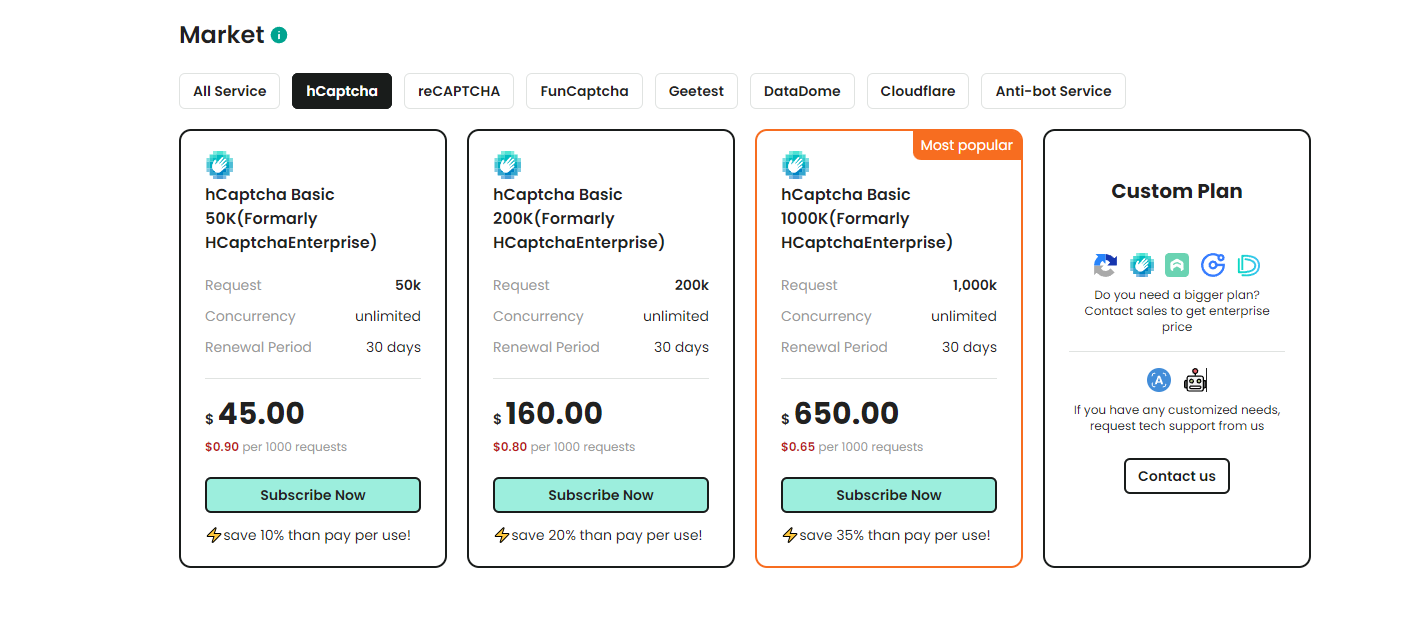 Market
All Service hCaptcha reCAPTCHA FunCaptcha Geetest DataDome Cloudflare Anti-bot Service
hCaptcha Basic
50K(Formarly
HCaptchaEnterprise)
Request 50k
Concurrency unlimited
Renewal Period 30 days
$ 45.00
$0.90 per 1000 requests
Subscribe Now
⚡save 10% than pay per use!
hCaptcha Basic
200K(Formarly
HCaptchaEnterprise)
Request 200k
Concurrency unlimited
Renewal Period 30 days
$ 160.00
$0.80 per 1000 requests
Subscribe Now
⚡save 20% than pay per use!
Most popular
hCaptcha Basic
1000K(Formarly
HCaptchaEnterprise)
Request 1,000k
Concurrency unlimited
Renewal Period 30 days
$ 650.00
$0.65 per 1000 requests
Subscribe Now
⚡save 35% than pay per use!
Custom Plan
Do you need a bigger plan?
Contact sales to get enterprise
price
If you have any customized needs,
request tech support from us
Contact us